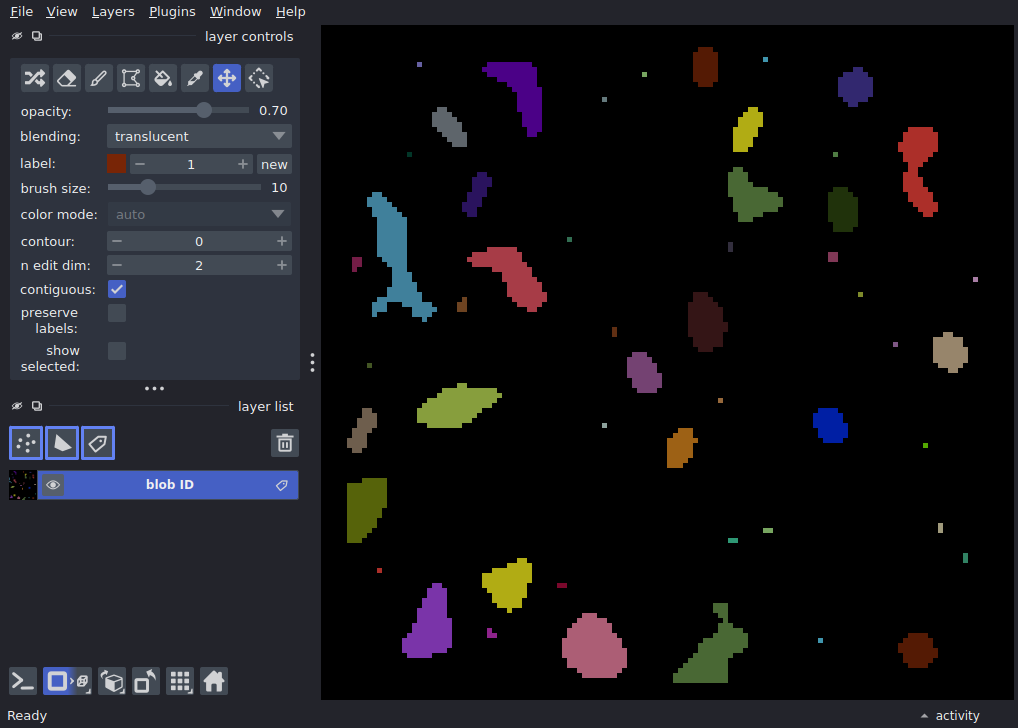 File View Layers Plugins Window Help
layer controls
opacity: 0.70
blending: translucent
label: 1 new
brush size: 10
color mode: auto
contour: 0
n edit dim: 2
contiguous:
preserve
labels:
show
selected:
layer list
blob ID
Ready activity